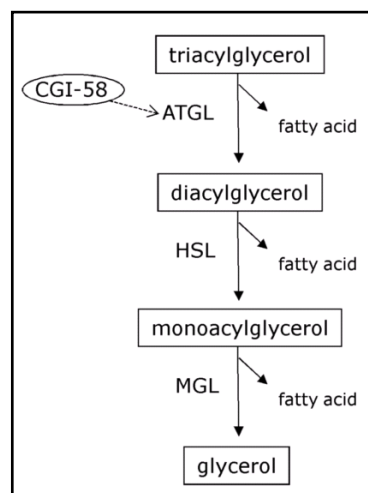 triacylglycerol
CGI-58
ATGL
fatty acid
diacylglycerol
HSL
fatty acid
monoacylglycerol
MGL
fatty acid
glycerol